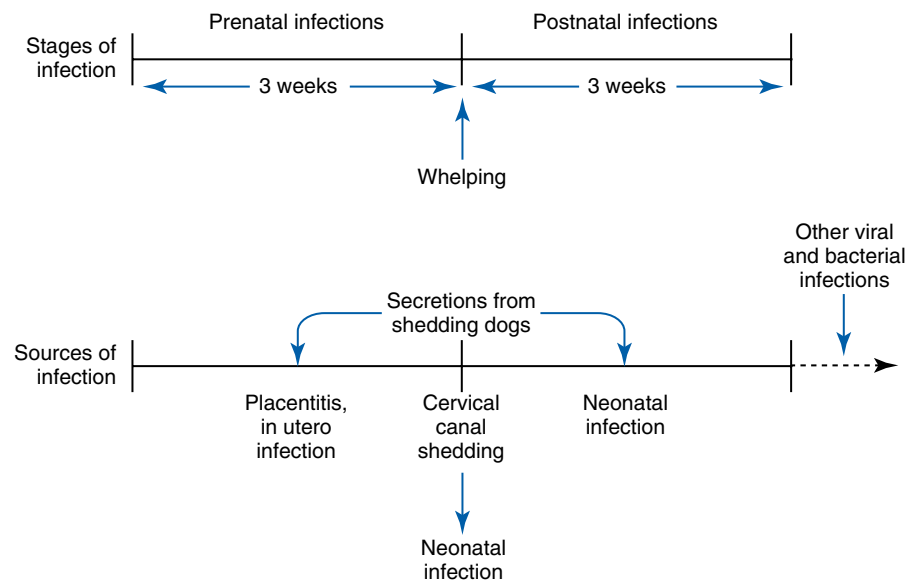 Prenatal infections
Postnatal infections
Stages of
infection
3 weeks
3 weeks
Whelping
Other viral
and bacterial
infections
Secretions from
shedding dogs
Sources of
infection
Placentitis,
in utero
infection
Cervical
canal
shedding
Neonatal
infection
Neonatal
infection